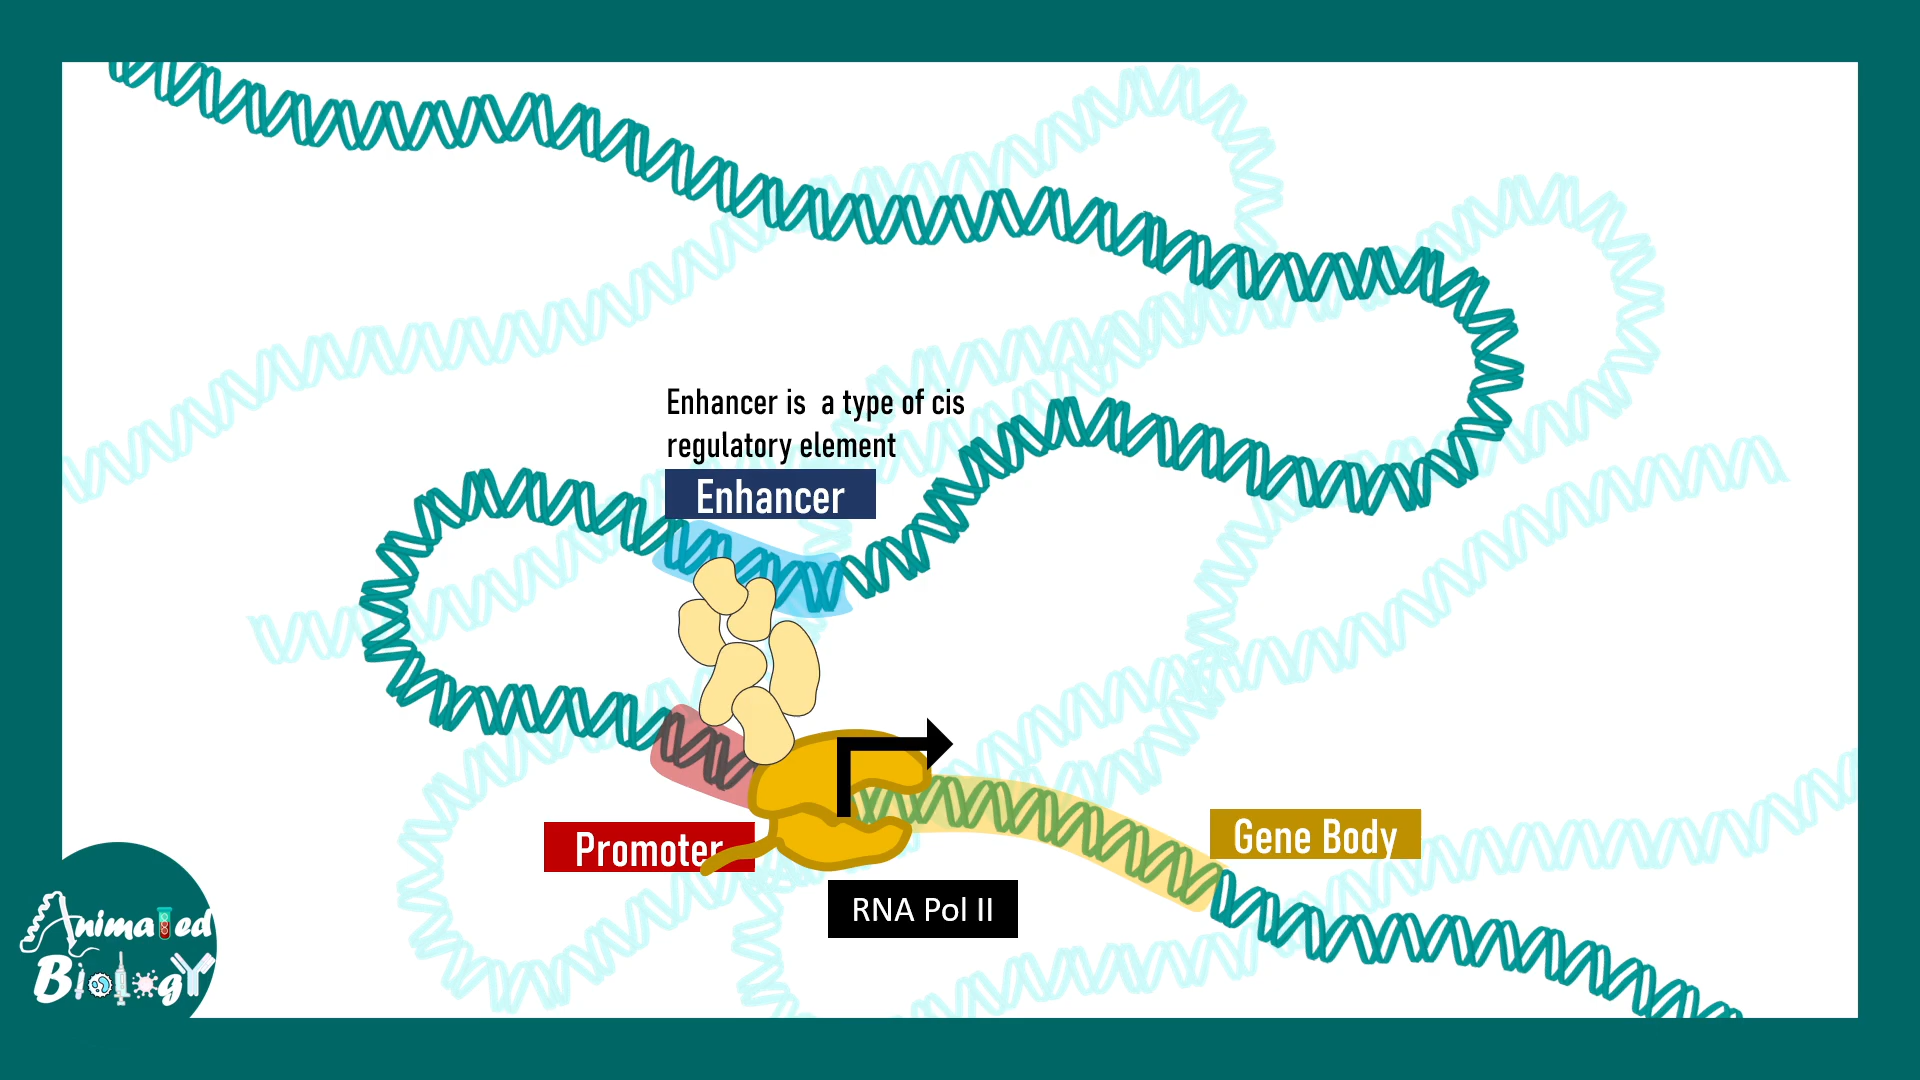 Enhancer is  a type of cis
regulatory element
Enhancer
Promoter
Gene Body
RNA Pol II
Animated
Biology